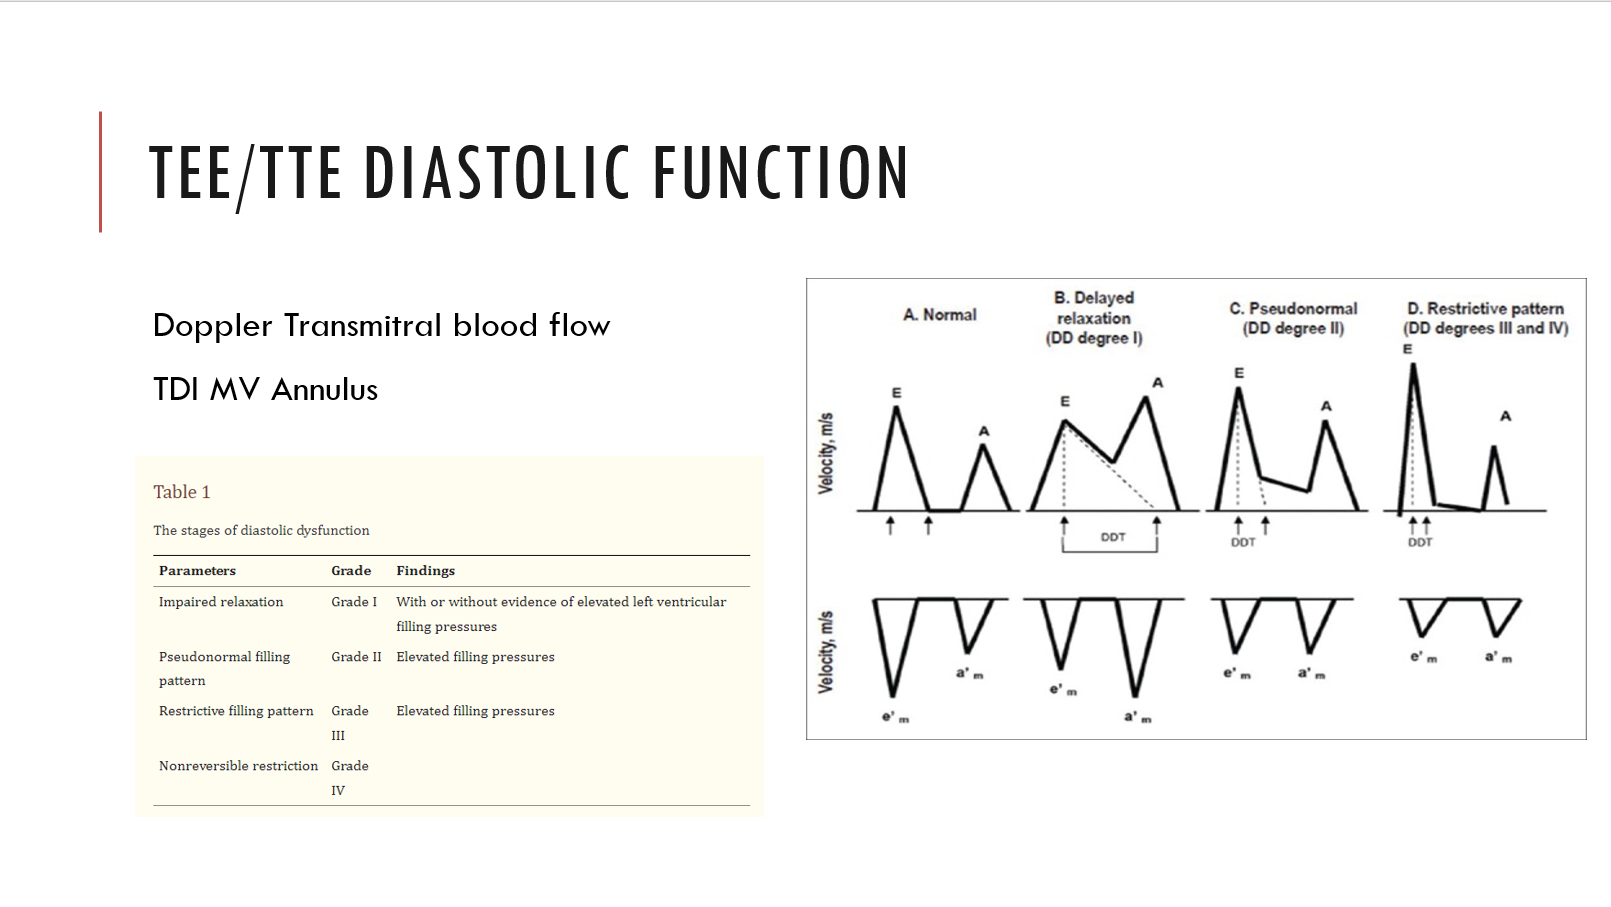 TEE/TTE DIASTOLIC FUNCTION
Doppler Transmitral blood flow
TDI MV Annulus
Table 1
The stages of diastolic dysfunction
Parameters Grade Findings
Impaired relaxation Grade I With or without evidence of elevated left ventricular
filling pressures
Pseudonormal filling Grade II Elevated filling pressures
pattern
Restrictive filling pattern Grade Elevated filling pressures
III
Nonreversible restriction Grade
IV
A. Normal
B. Delayed
relaxation
(DD degree I)
C. Pseudonormal
(DD degree II)
D. Restrictive pattern
(DD degrees III and IV)
Velocity, m/s
E
A
E
A
E
A
E
A
DDT
DDT
DDT
Velocity, m/s
e' m
a' m
e' m
a' m
e' m
a' m
e' m
a' m